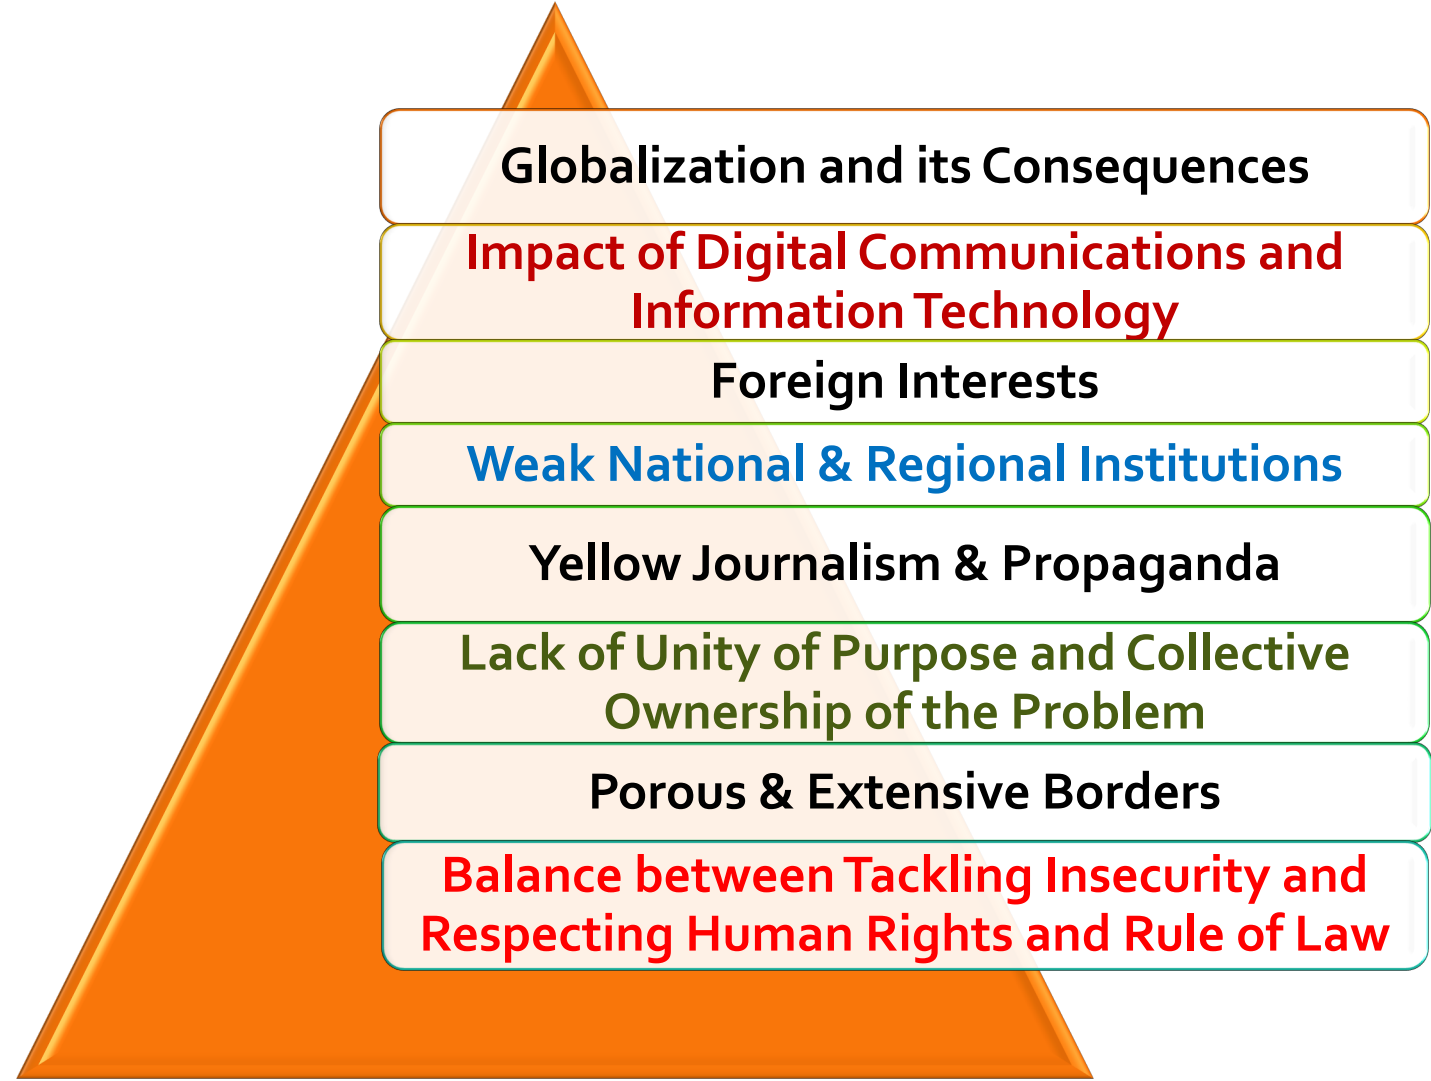 Globalization and its Consequences
Impact of Digital Communications and
Information Technology
Foreign Interests
Weak National & Regional Institutions
Yellow Journalism & Propaganda
Lack of Unity of Purpose and Collective
Ownership of the Problem
Porous & Extensive Borders
Balance between Tackling Insecurity and
Respecting Human Rights and Rule of Law